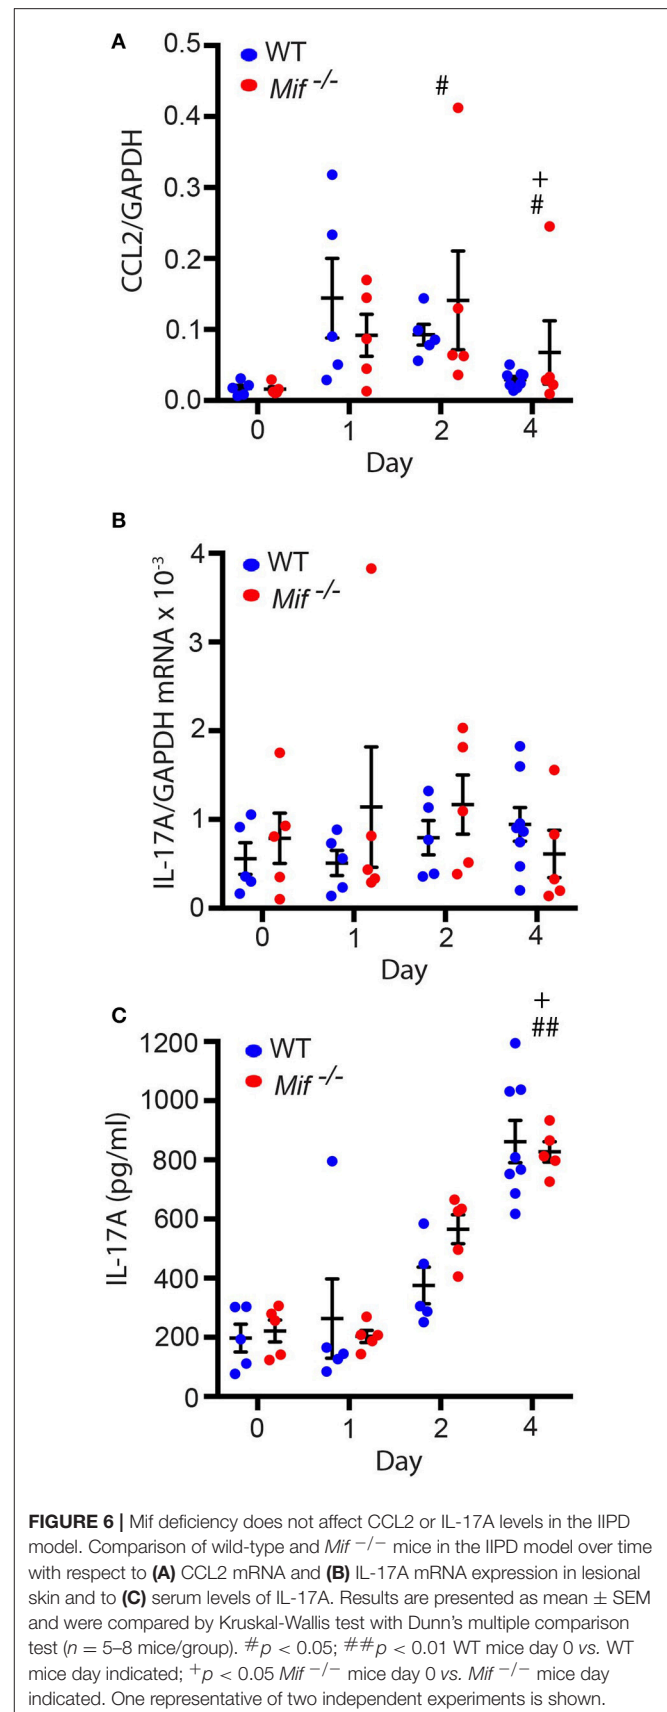 A
0.5
WT
Mif -/-
#
0.4
+
#
0.3
CCL2/GAPDH
0.2
0.1
0.0
0 1 2 4
Day
B
4
WT
Mif -/-
3
IL-17A/GAPDH mRNA x 10-3
2
1
0
0 1 2 4
Day
C
+
##
1200
WT
Mif -/-
1000
800
IL-17A (pg/ml)
600
400
200
0
0 1 2 4
Day
FIGURE 6 | Mif deficiency does not affect CCL2 or IL-17A levels in the IIPD
model. Comparison of wild-type and Mif −/− mice in the IIPD model over time
with respect to (A) CCL2 mRNA and (B) IL-17A mRNA expression in lesional
skin and to (C) serum levels of IL-17A. Results are presented as mean ± SEM
and were compared by Kruskal-Wallis test with Dunn's multiple comparison
test (n = 5–8 mice/group). #p < 0.05; ##p < 0.01 WT mice day 0 vs. WT
mice day indicated; +p < 0.05 Mif −/− mice day 0 vs. Mif −/− mice day
indicated. One representative of two independent experiments is shown.